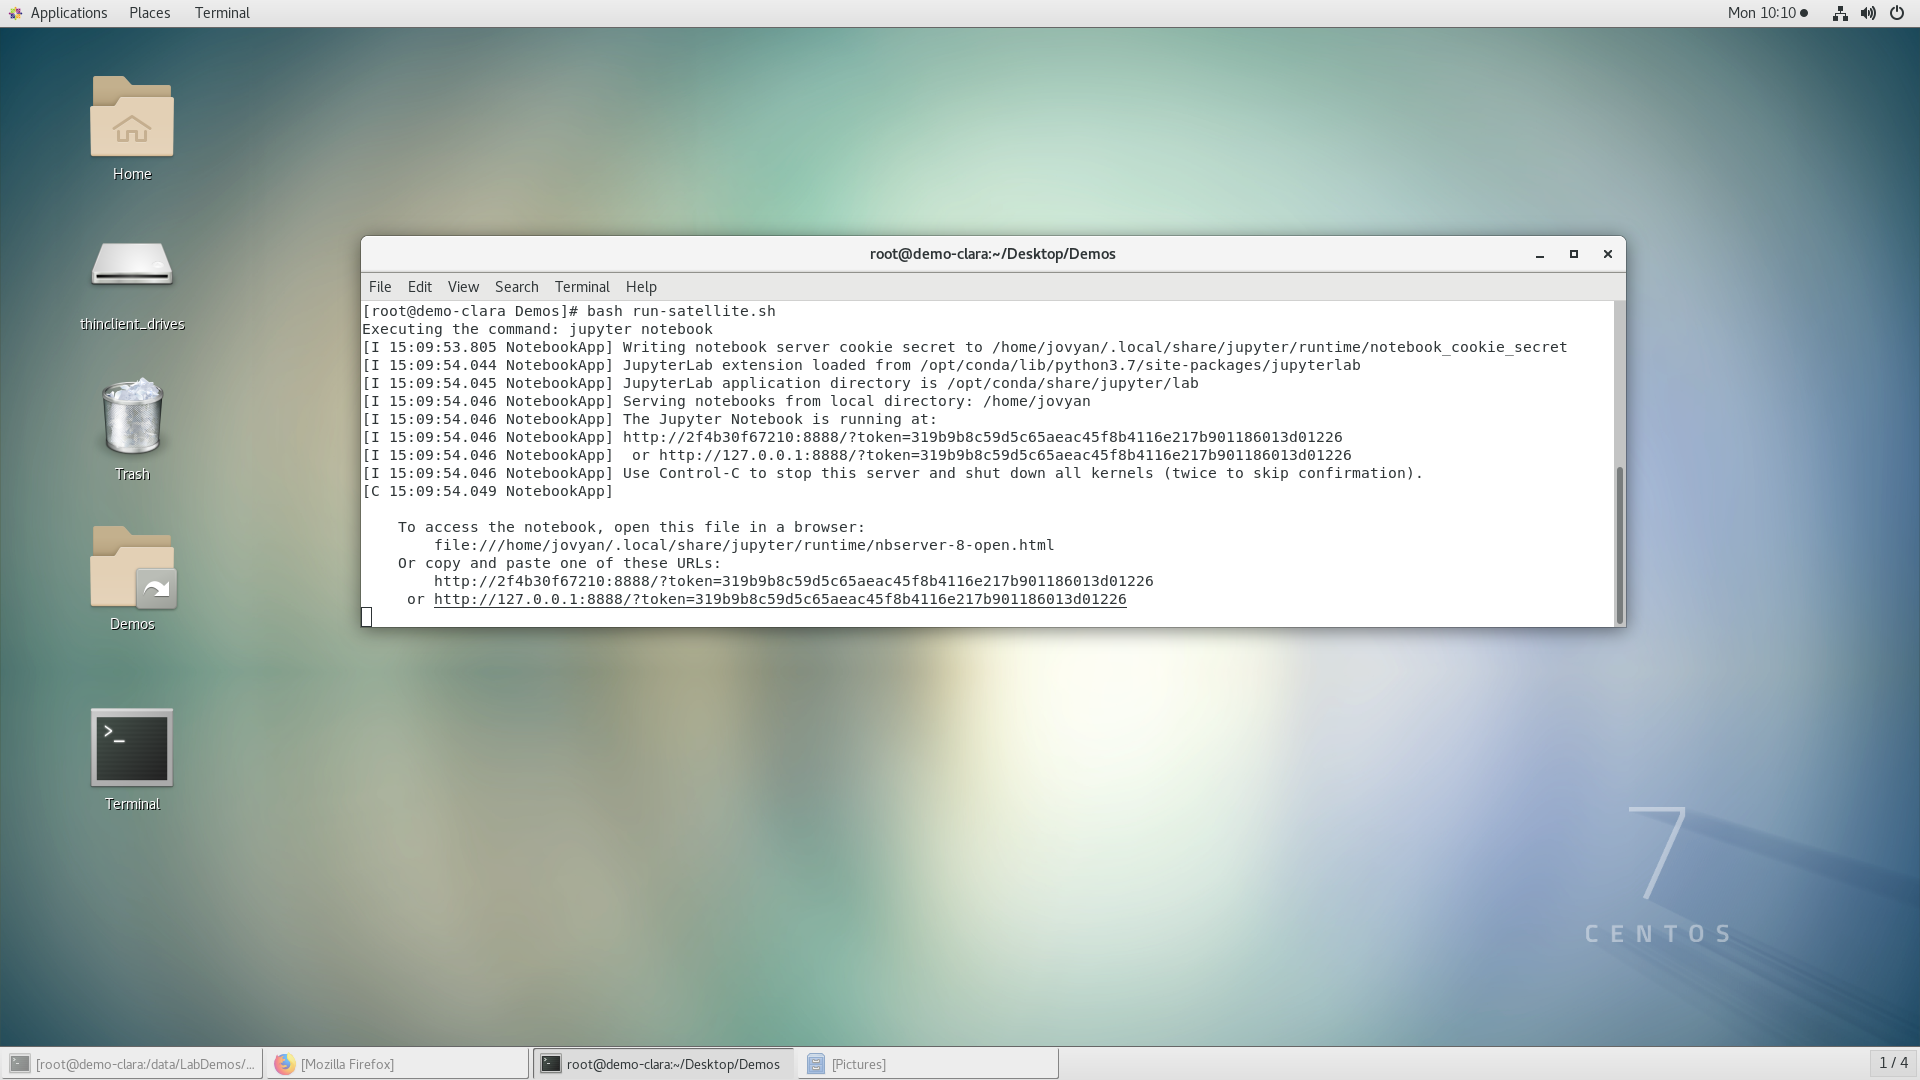 Applications Places Terminal Mon 10:10
Home
thinclient_drives
Trash
Demos
Terminal
root@demo-clara:~/Desktop/Demos
File Edit View Search Terminal Help
[root@demo-clara Demos]# bash run-satellite.sh
Executing the command: jupyter notebook
[I 15:09:53.805 NotebookApp] Writing notebook server cookie secret to /home/jovyan/.local/share/jupyter/runtime/notebook_cookie_secret
[I 15:09:54.044 NotebookApp] JupyterLab extension loaded from /opt/conda/lib/python3.7/site-packages/jupyterlab
[I 15:09:54.045 NotebookApp] JupyterLab application directory is /opt/conda/share/jupyter/lab
[I 15:09:54.046 NotebookApp] Serving notebooks from local directory: /home/jovyan
[I 15:09:54.046 NotebookApp] The Jupyter Notebook is running at:
[I 15:09:54.046 NotebookApp] http://2f4b30f67210:8888/?token=319b9b8c59d5c65aeac45f8b4116e217b901186013d01226
[I 15:09:54.046 NotebookApp]  or http://127.0.0.1:8888/?token=319b9b8c59d5c65aeac45f8b4116e217b901186013d01226
[I 15:09:54.046 NotebookApp] Use Control-C to stop this server and shut down all kernels (twice to skip confirmation).
[C 15:09:54.049 NotebookApp]
To access the notebook, open this file in a browser:
file:///home/jovyan/.local/share/jupyter/runtime/nbserver-8-open.html
Or copy and paste one of these URLs:
http://2f4b30f67210:8888/?token=319b9b8c59d5c65aeac45f8b4116e217b901186013d01226
or http://127.0.0.1:8888/?token=319b9b8c59d5c65aeac45f8b4116e217b901186013d01226
7
CENTOS
[root@demo-clara:/data/LabDemos/... [Mozilla Firefox] root@demo-clara:~/Desktop/Demos [Pictures] 1 / 4